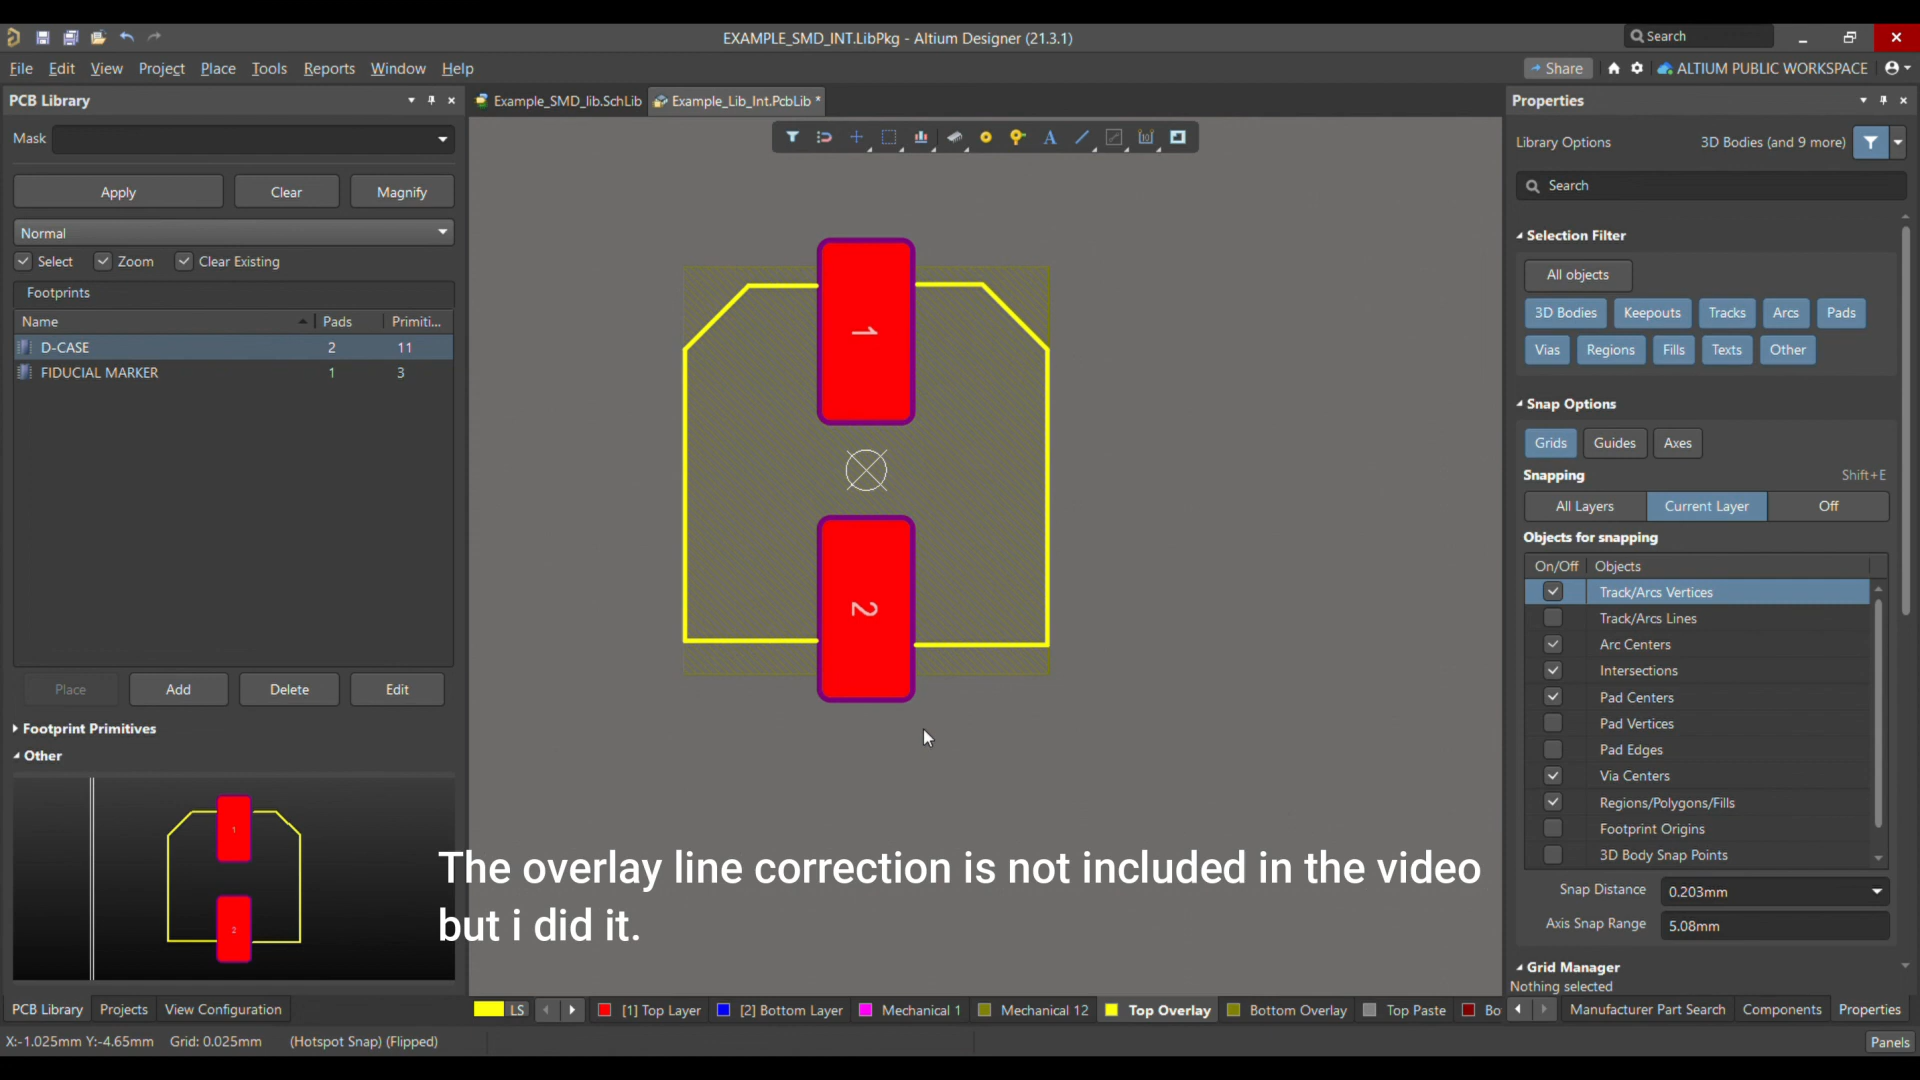 EXAMPLE_SMD_INT.LibPkg - Altium Designer (21.3.1)
Search
File Edit View Project Place Tools Reports Window Help
Share ALTIUM PUBLIC WORKSPACE
PCB Library
Example_SMD_lib.SchLib Example_Lib_Int.PcbLib *
Properties
Mask
Library Options 3D Bodies (and 9 more)
Search
Apply Clear Magnify
Normal
Select Zoom Clear Existing
Footprints
Name Pads Primiti...
D-CASE 2 11
FIDUCIAL MARKER 1 3
1
2
Selection Filter
All objects
3D Bodies Keepouts Tracks Arcs Pads
Vias Regions Fills Texts Other
Snap Options
Grids Guides Axes
Snapping Shift+E
All Layers Current Layer Off
Objects for snapping
On/Off Objects
Track/Arcs Vertices
Track/Arcs Lines
Arc Centers
Intersections
Pad Centers
Pad Vertices
Pad Edges
Via Centers
Regions/Polygons/Fills
Footprint Origins
3D Body Snap Points
Snap Distance 0.203mm
Axis Snap Range 5.08mm
Grid Manager
Nothing selected
Place Add Delete Edit
Footprint Primitives
Other
1
2
The overlay line correction is not included in the video
but i did it.
PCB Library Projects View Configuration
LS [1] Top Layer [2] Bottom Layer Mechanical 1 Mechanical 12 Top Overlay Bottom Overlay Top Paste Bo
Manufacturer Part Search Components Properties
X:-1.025mm Y:-4.65mm Grid: 0.025mm (Hotspot Snap) (Flipped)
Panels